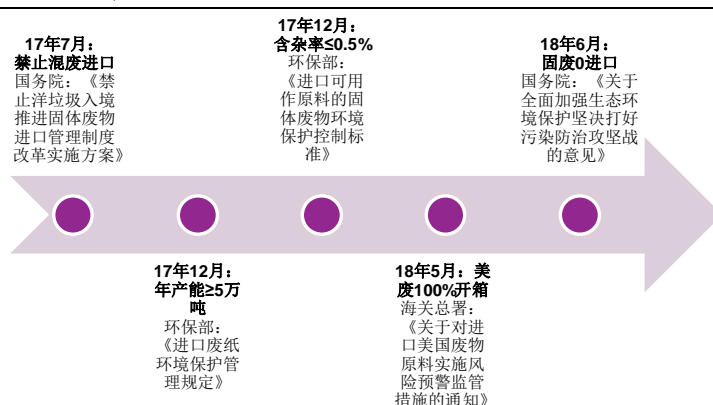 17年7月：
禁止混废进口
国务院：《禁
止洋垃圾入境
推进固体废物
进口管理制度
改革实施方案》
17年12月：
年产能≥5万
吨
环保部：
《进口废纸
环境保护管
理规定》
17年12月：
含杂率≤0.5%
环保部：
《进口可用
作原料的固
体废物环境
保护控制标
准》
18年5月：美
废100%开箱
海关总署：
《关于对进
口美国废物
原料实施风
险预警监管
措施的通知》
18年6月：
固废0进口
国务院：《关于
全面加强生态环
境保护坚决打好
污染防治攻坚战
的意见》